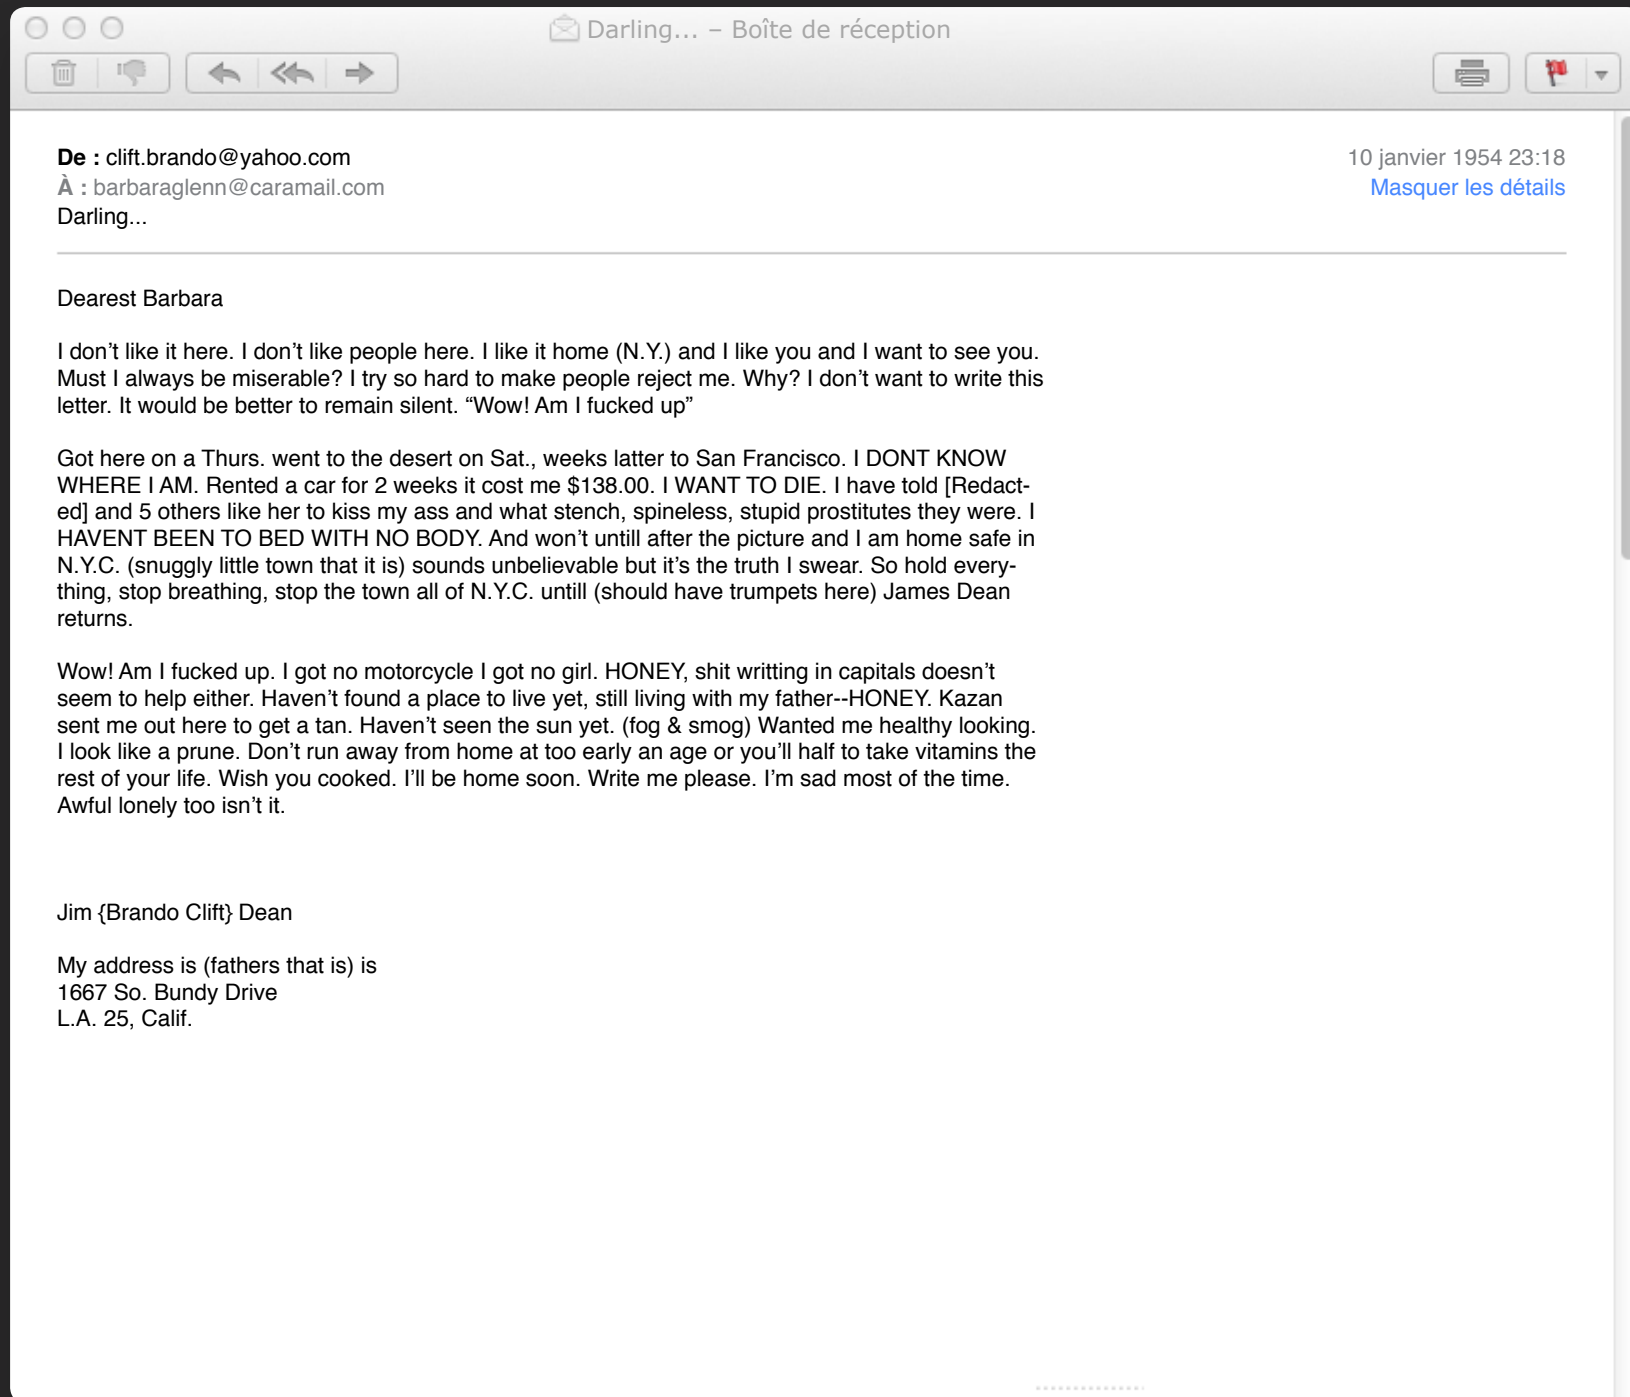 Darling... – Boîte de réception
De : clift.brando@yahoo.com
10 janvier 1954 23:18
À : barbaraglenn@caramail.com
Masquer les détails
Darling...
Dearest Barbara
I don’t like it here. I don’t like people here. I like it home (N.Y.) and I like you and I want to see you.
Must I always be miserable? I try so hard to make people reject me. Why? I don’t want to write this
letter. It would be better to remain silent. “Wow! Am I fucked up”
Got here on a Thurs. went to the desert on Sat., weeks latter to San Francisco. I DONT KNOW
WHERE I AM. Rented a car for 2 weeks it cost me $138.00. I WANT TO DIE. I have told [Redact-
ed] and 5 others like her to kiss my ass and what stench, spineless, stupid prostitutes they were. I
HAVENT BEEN TO BED WITH NO BODY. And won’t untill after the picture and I am home safe in
N.Y.C. (snuggly little town that it is) sounds unbelievable but it’s the truth I swear. So hold every-
thing, stop breathing, stop the town all of N.Y.C. untill (should have trumpets here) James Dean
returns.
Wow! Am I fucked up. I got no motorcycle I got no girl. HONEY, shit writting in capitals doesn’t
seem to help either. Haven’t found a place to live yet, still living with my father--HONEY. Kazan
sent me out here to get a tan. Haven’t seen the sun yet. (fog & smog) Wanted me healthy looking.
I look like a prune. Don’t run away from home at too early an age or you’ll half to take vitamins the
rest of your life. Wish you cooked. I’ll be home soon. Write me please. I’m sad most of the time.
Awful lonely too isn’t it.
Jim {Brando Clift} Dean
My address is (fathers that is) is
1667 So. Bundy Drive
L.A. 25, Calif.